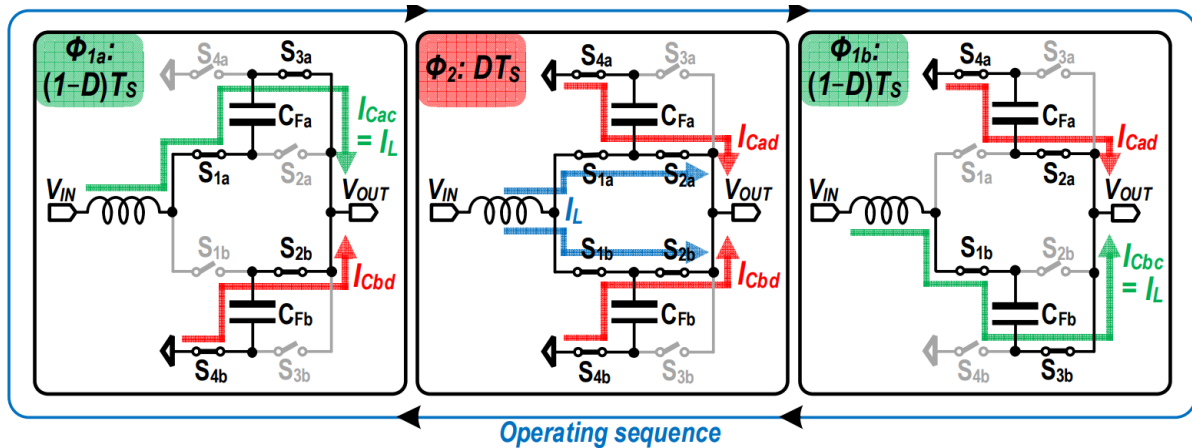 Φ1a:
(1−D)TS
S4a
S3a
CFa
ICac
= IL
S1a
S2a
VIN
VOUT
S1b
S2b
ICbd
CFb
S4b
S3b
Φ2: DTS
S4a
S3a
CFa
ICad
S1a
S2a
VIN
IL
VOUT
S1b
S2b
ICbd
CFb
S4b
S3b
Φ1b:
(1−D)TS
S4a
S3a
CFa
ICad
S1a
S2a
VIN
VOUT
S1b
S2b
ICbc
= IL
CFb
S4b
S3b
Operating sequence